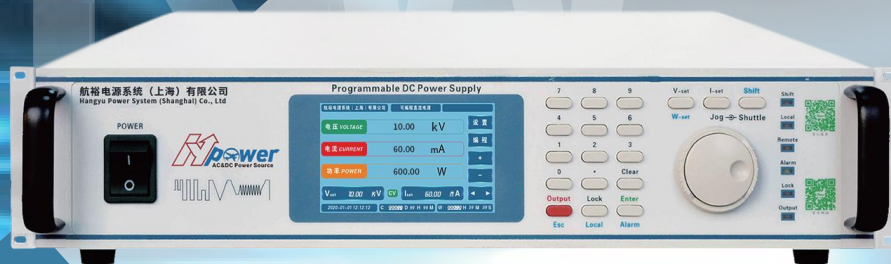 航裕电源系统（上海）有限公司
Hangyu Power System (Shanghai) Co., Ltd
POWER
HYpower
AC&DC Power Source
Programmable DC Power Supply
航裕电源系统（上海）有限公司 可编程直流电源
电压 VOLTAGE 10.00 kV
设置
电流 CURRENT 60.00 mA
编程
功率 POWER 600.00 W
+
-
Vset 10.00 KV CV Iset 60.00 mA
2020-01-01 12:12:12
7 8 9
4 5 6
1 2 3
0 . Clear
Output Lock Enter
Esc Local Alarm
V-set I-set Shift
W-set Jog Shuttle
Shift
Local
Remote
Alarm
Lock
Output